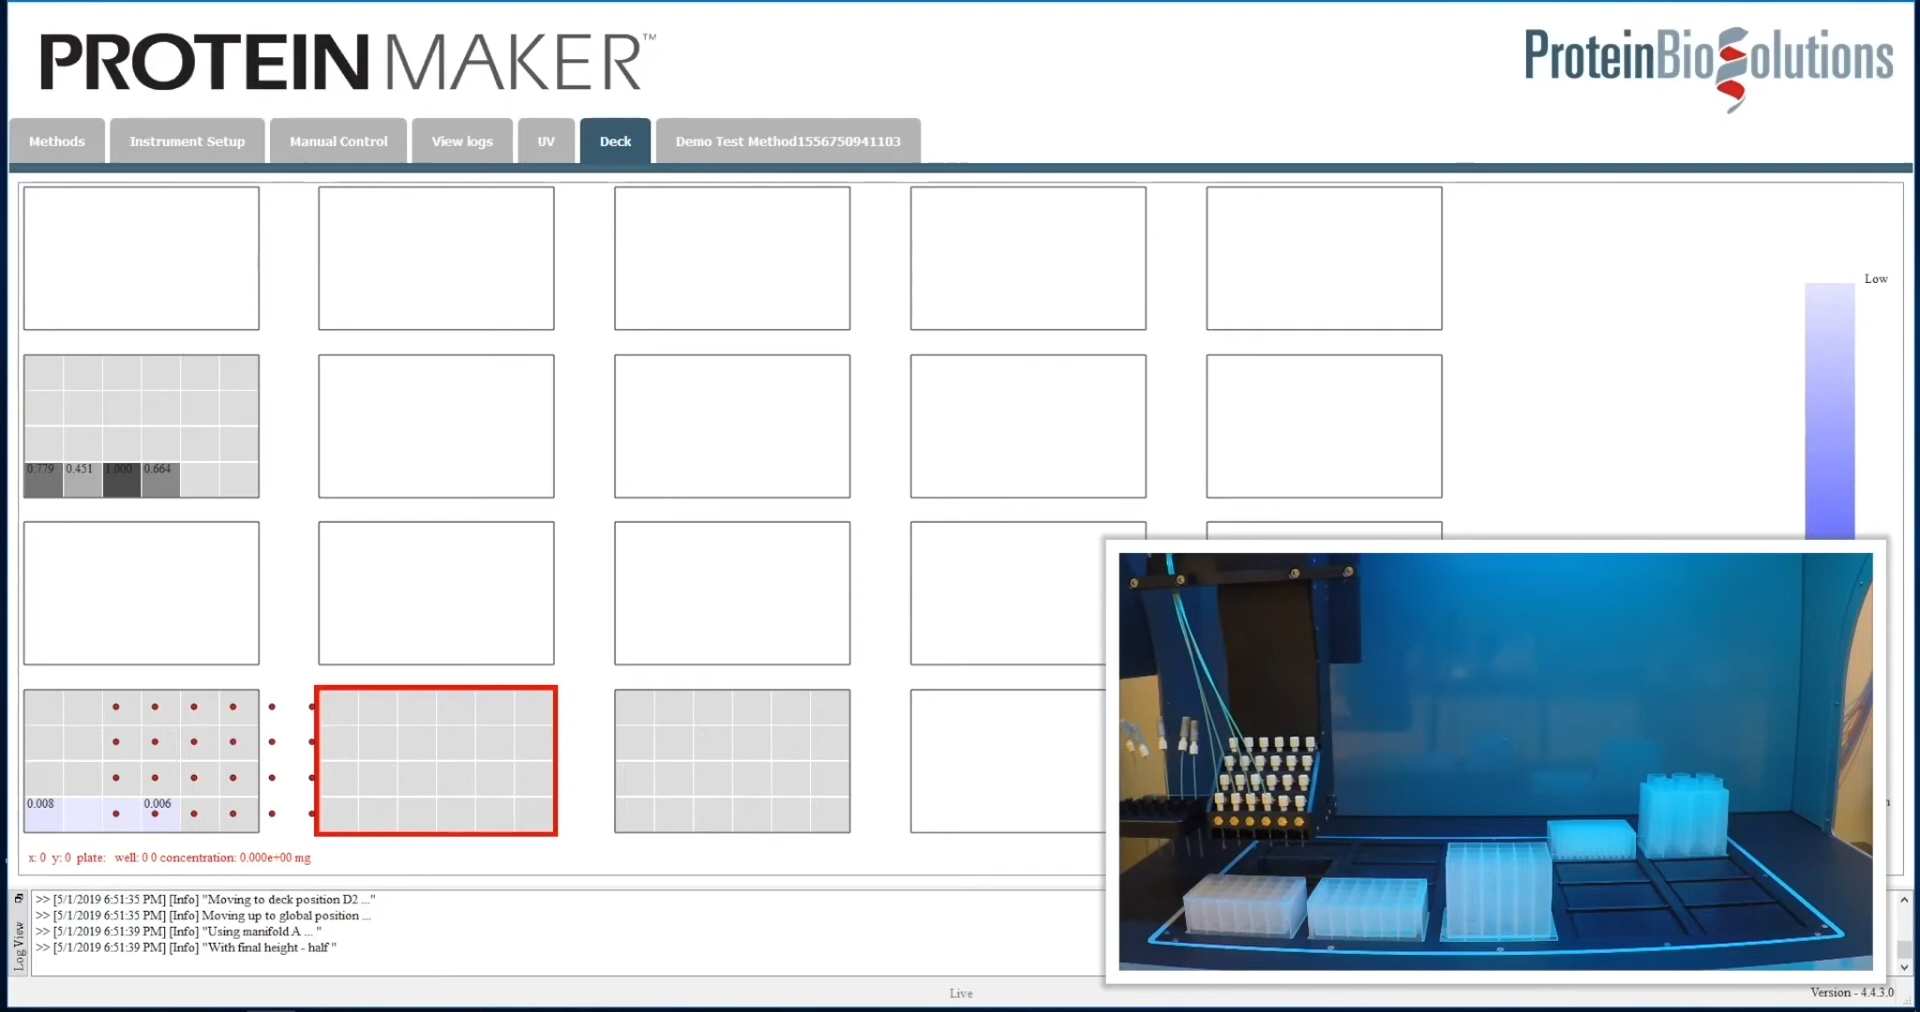 PROTEIN MAKER™
ProteinBioSolutions
Methods
Instrument Setup
Manual Control
View logs
UV
Deck
Demo Test Method1556750941103
Low
0.779 0.451 1.000 0.664
0.008 0.006
x: 0 y: 0 plate: well: 0 0 concentration: 0.000e+00 mg
Log View
>> [5/1/2019 6:51:35 PM] [Info] "Moving to deck position D2 ..."
>> [5/1/2019 6:51:35 PM] [Info] Moving up to global position ...
>> [5/1/2019 6:51:39 PM] [Info] "Using manifold A ... "
>> [5/1/2019 6:51:39 PM] [Info] "With final height - half "
Live
Version - 4.4.3.0